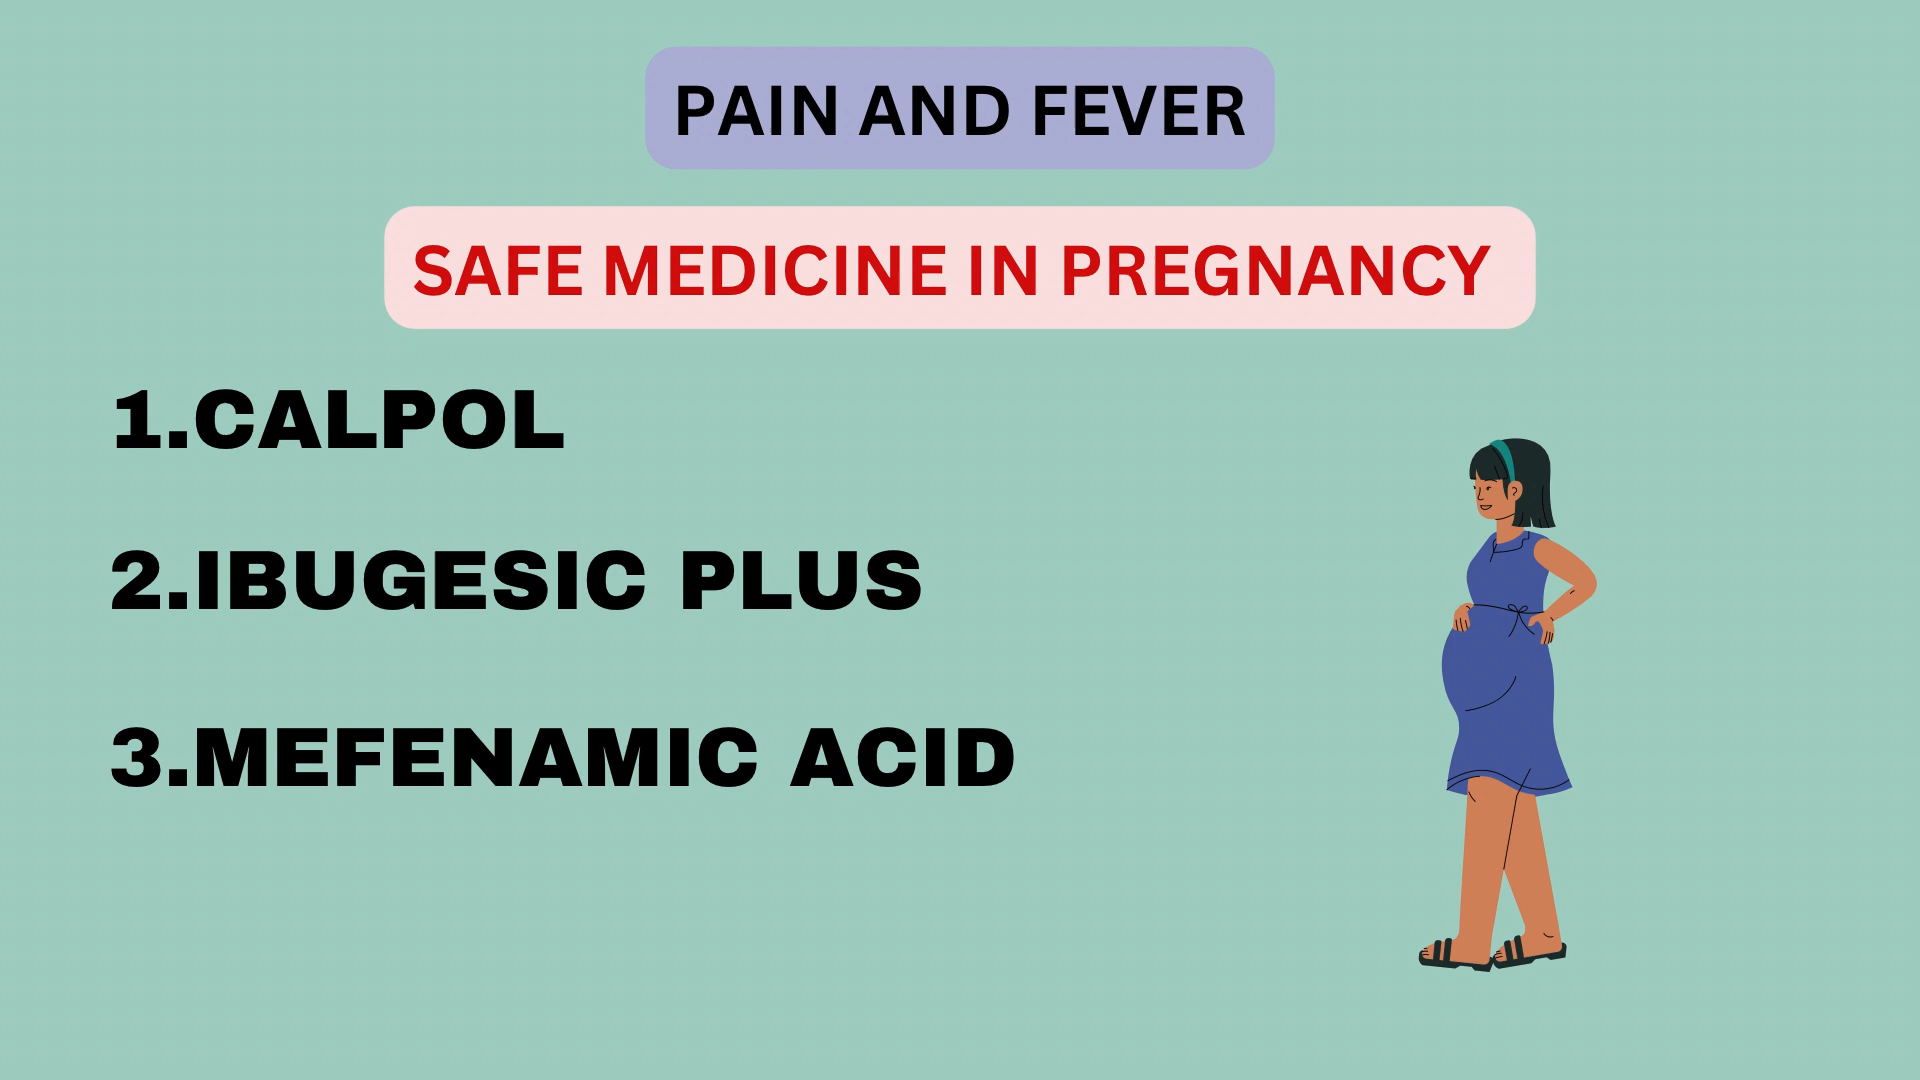 PAIN AND FEVER
SAFE MEDICINE IN PREGNANCY
1.CALPOL
2.IBUGESIC PLUS
3.MEFENAMIC ACID